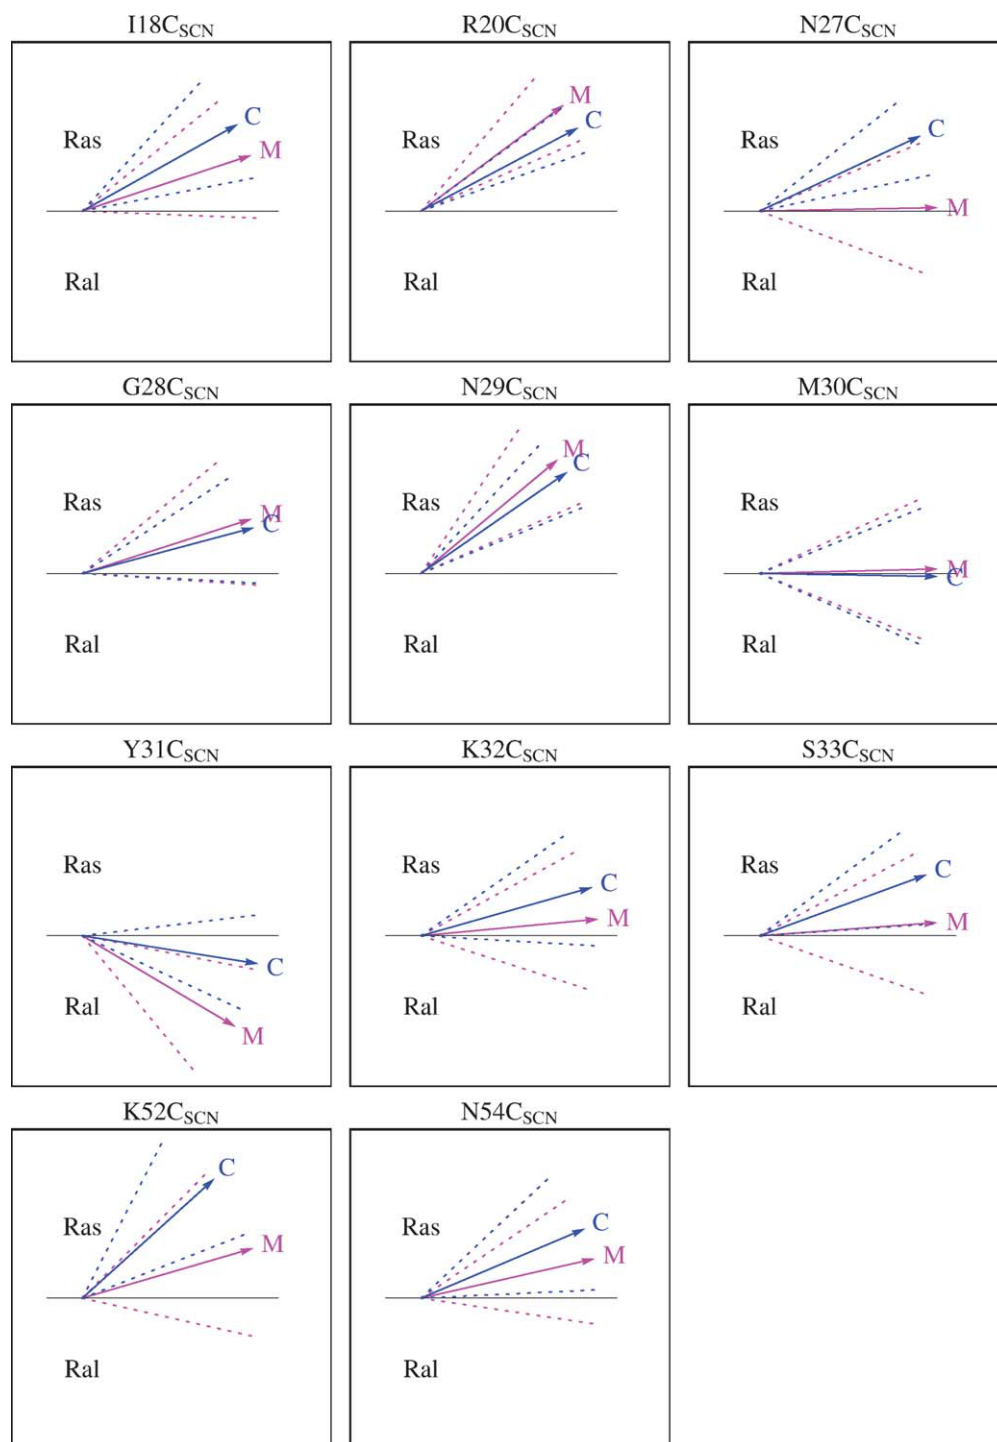 I18C_SCN R20C_SCN N27C_SCN
C M C
Ras M Ras C Ras
M
Ral Ral Ral
G28C_SCN N29C_SCN M30C_SCN
M
Ras M Ras C Ras
C M
C
Ral Ral Ral
Y31C_SCN K32C_SCN S33C_SCN
Ras Ras C Ras C
M M
C
Ral Ral Ral
M
K52C_SCN N54C_SCN
C
Ras M Ras C
M
Ral Ral